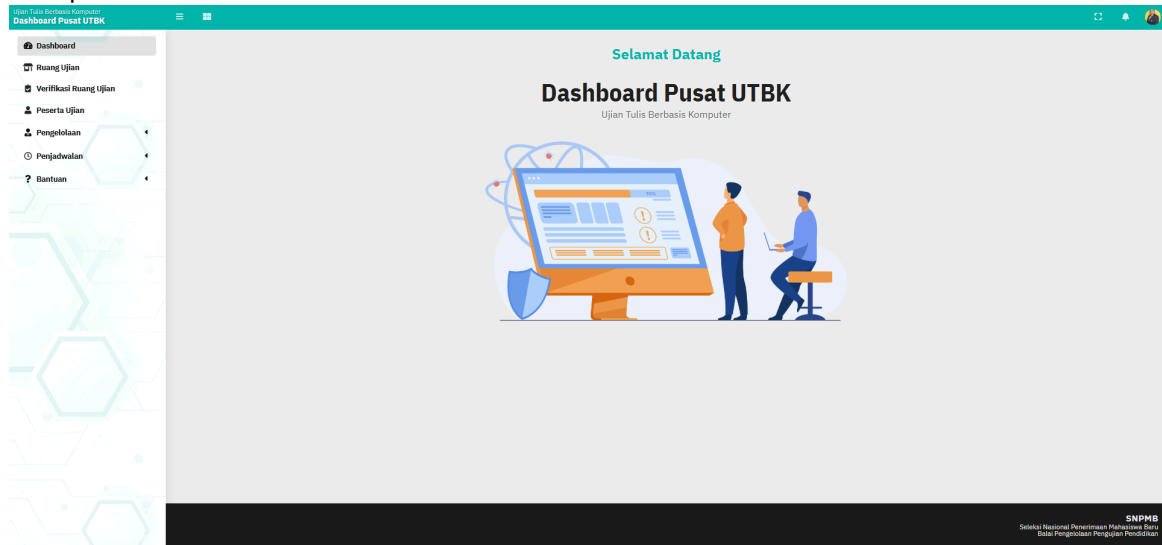 Ujian Tulis Berbasis Komputer
Dashboard Pusat UTBK
Dashboard
Ruang Ujian
Verifikasi Ruang Ujian
Peserta Ujian
Pengelolaan
Penjadwalan
Bantuan
Selamat Datang
Dashboard Pusat UTBK
Ujian Tulis Berbasis Komputer
SNPMB
Seleksi Nasional Penerimaan Mahasiswa Baru
Balai Pengelolaan Pengujian Pendidikan